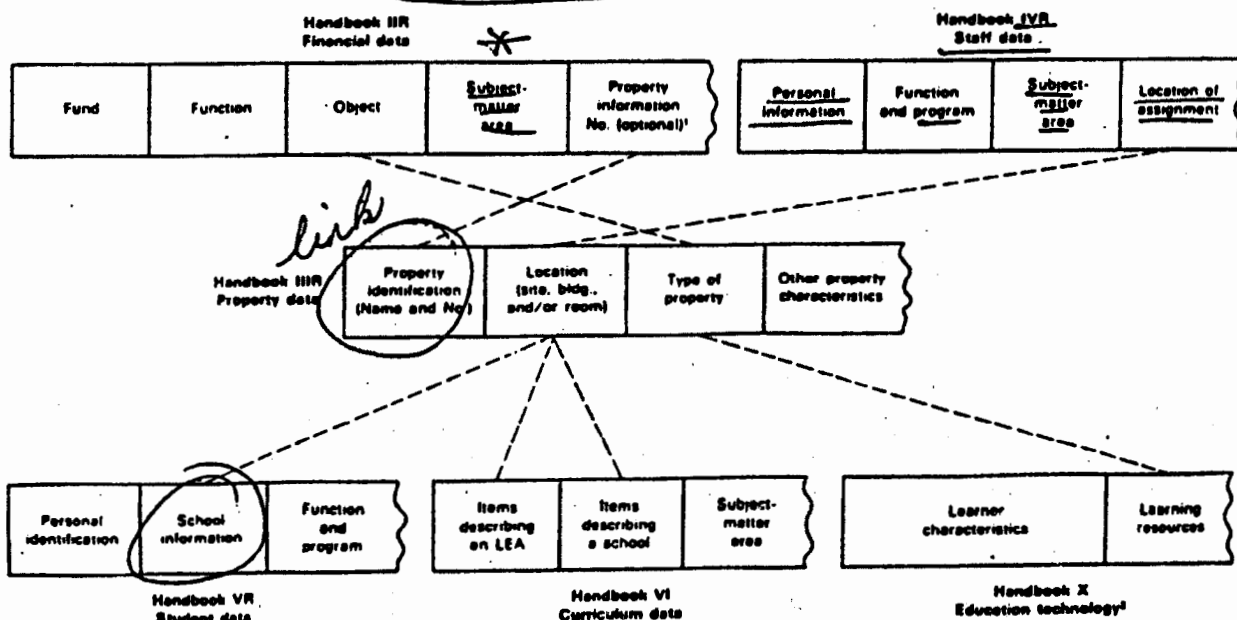 Handbook IIR
Financial data
Handbook IVR
Staff data
Fund
Function
Object
Subject-
matter
area
Property
information
No. (optional)¹
Personal
information
Function
and program
Subject-
matter
area
Location of
assignment
link
Handbook IIIR
Property data
Property
identification
(Name and No.)
Location
(site, bldg.,
and/or room)
Type of
property
Other property
characteristics
Personal
identification
School
information
Function
and
program
Items
describing
an LEA
Items
describing
a school
Subject-
matter
area
Learner
characteristics
Learning
resources
Handbook VR
Student data
Handbook VI
Curriculum data
Handbook X
Education technology²